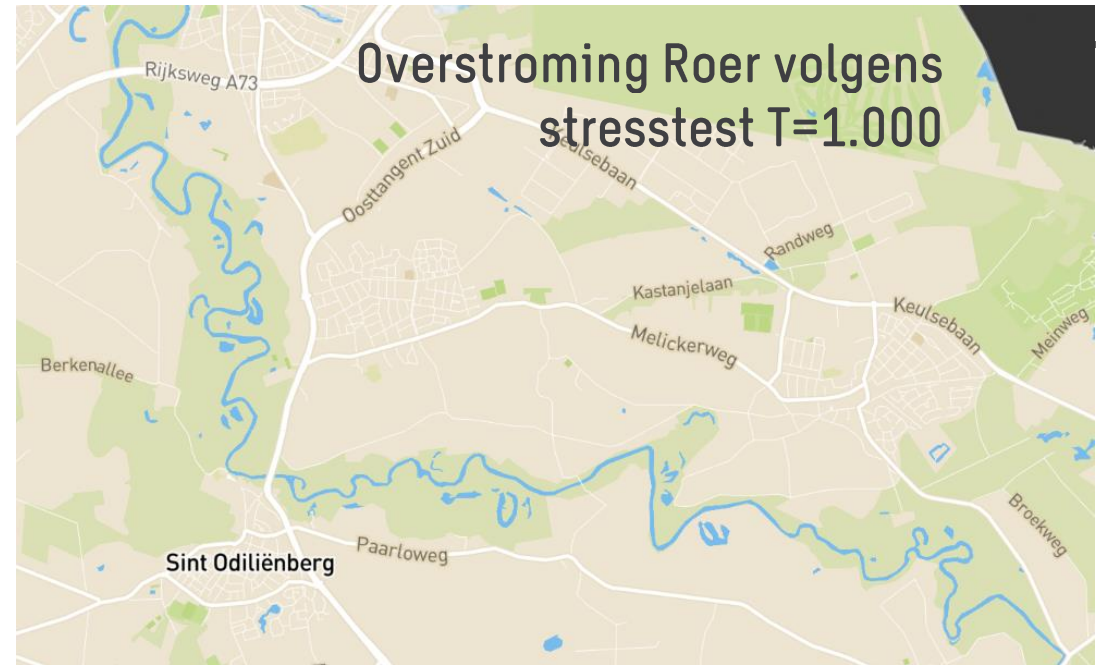 Overstroming Roer volgens
stresstest T=1.000
Rijksweg A73
Oosttangent Zuid
Keulsebaan
Randweg
Kastanjelaan
Keulsebaan
Melickerweg
Meinweg
Berkenallee
Broekweg
Paarloweg
Sint Odiliënberg